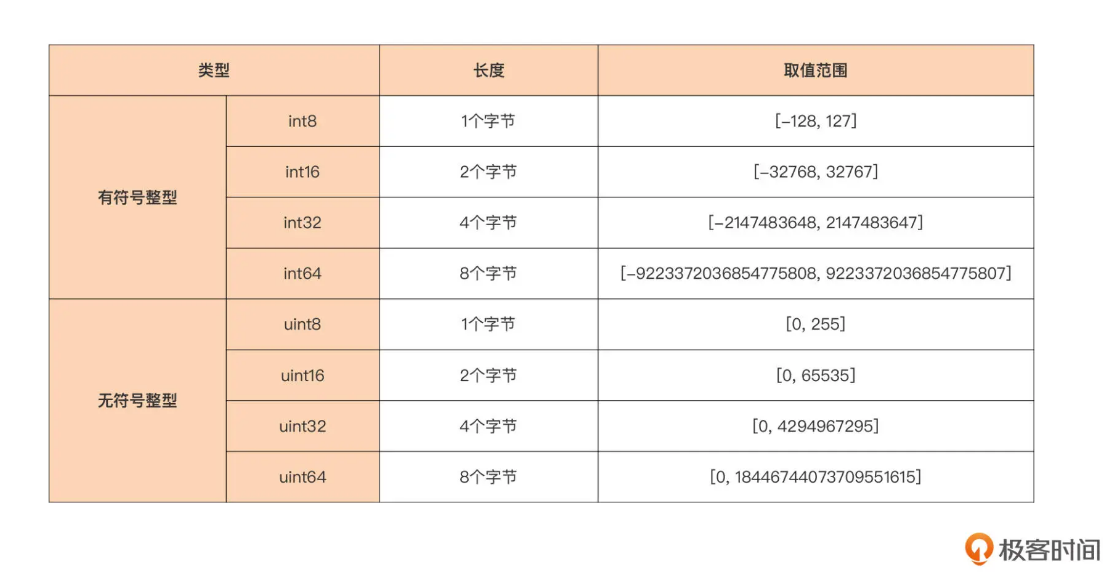 类型 长度 取值范围
有符号整型 int8 1个字节 [-128, 127]
int16 2个字节 [-32768, 32767]
int32 4个字节 [-2147483648, 2147483647]
int64 8个字节 [-9223372036854775808, 9223372036854775807]
无符号整型 uint8 1个字节 [0, 255]
uint16 2个字节 [0, 65535]
uint32 4个字节 [0, 4294967295]
uint64 8个字节 [0, 18446744073709551615]
极客时间